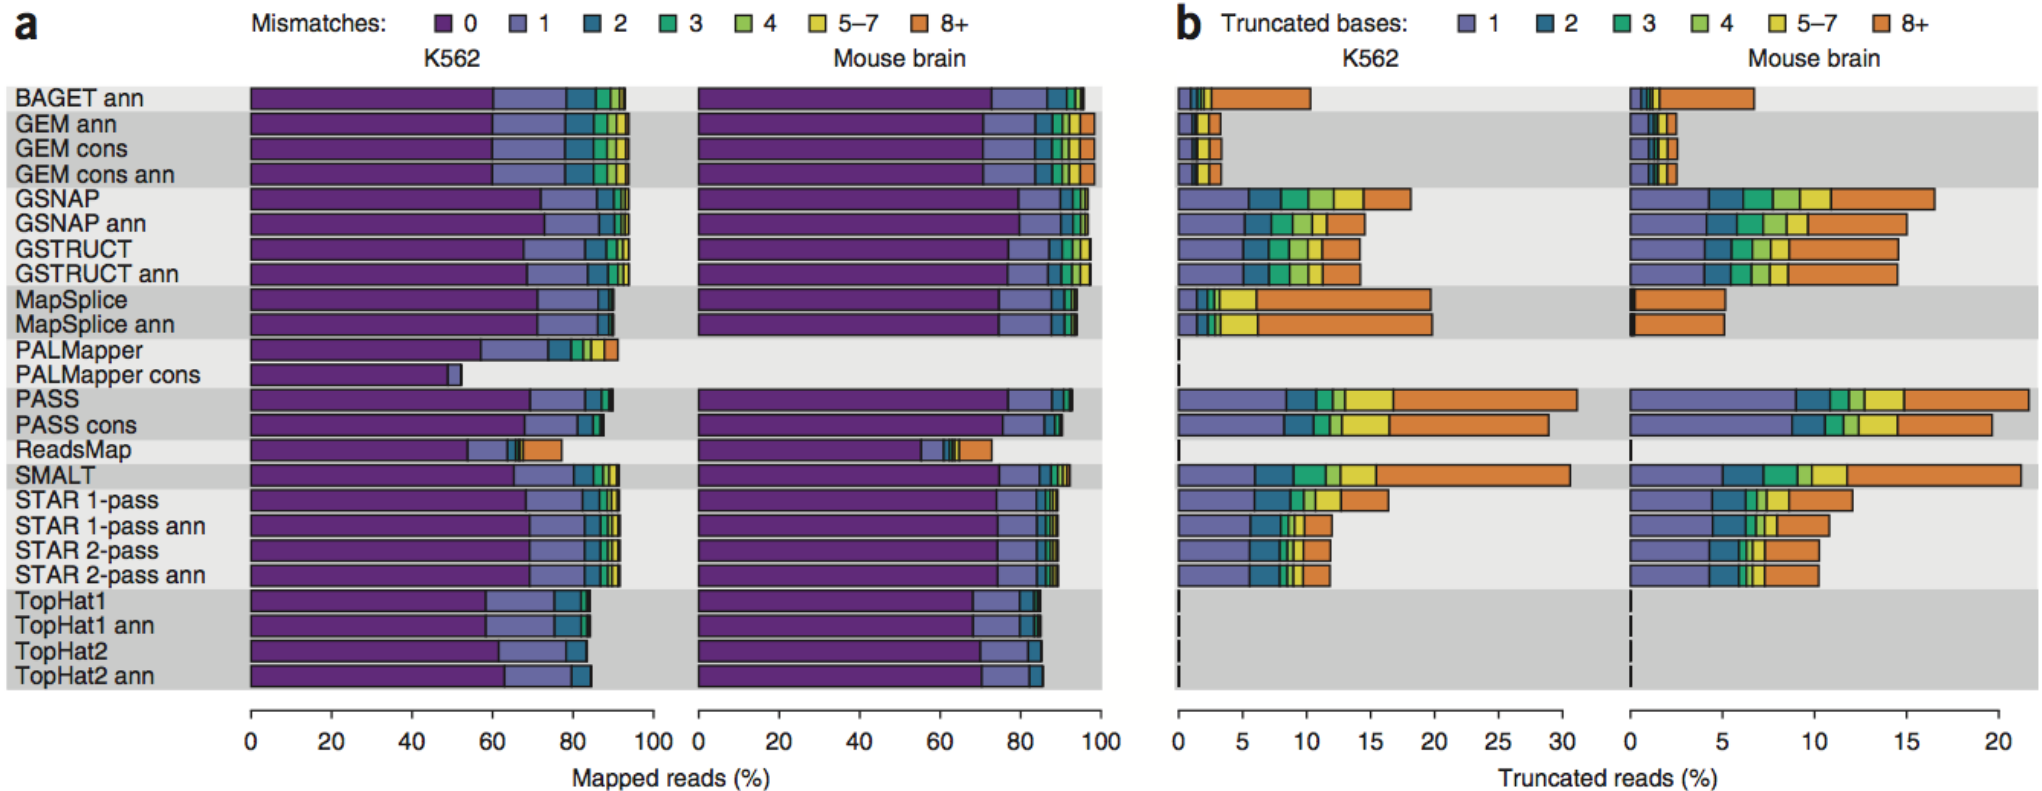 a
Mismatches: 0 1 2 3 4 5–7 8+
K562 Mouse brain
b
Truncated bases: 1 2 3 4 5–7 8+
K562 Mouse brain
BAGET ann
GEM ann
GEM cons
GEM cons ann
GSNAP
GSNAP ann
GSTRUCT
GSTRUCT ann
MapSplice
MapSplice ann
PALMapper
PALMapper cons
PASS
PASS cons
ReadsMap
SMALT
STAR 1-pass
STAR 1-pass ann
STAR 2-pass
STAR 2-pass ann
TopHat1
TopHat1 ann
TopHat2
TopHat2 ann
0 20 40 60 80 100 0 20 40 60 80 100
Mapped reads (%)
0 5 10 15 20 25 30 0 5 10 15 20
Truncated reads (%)